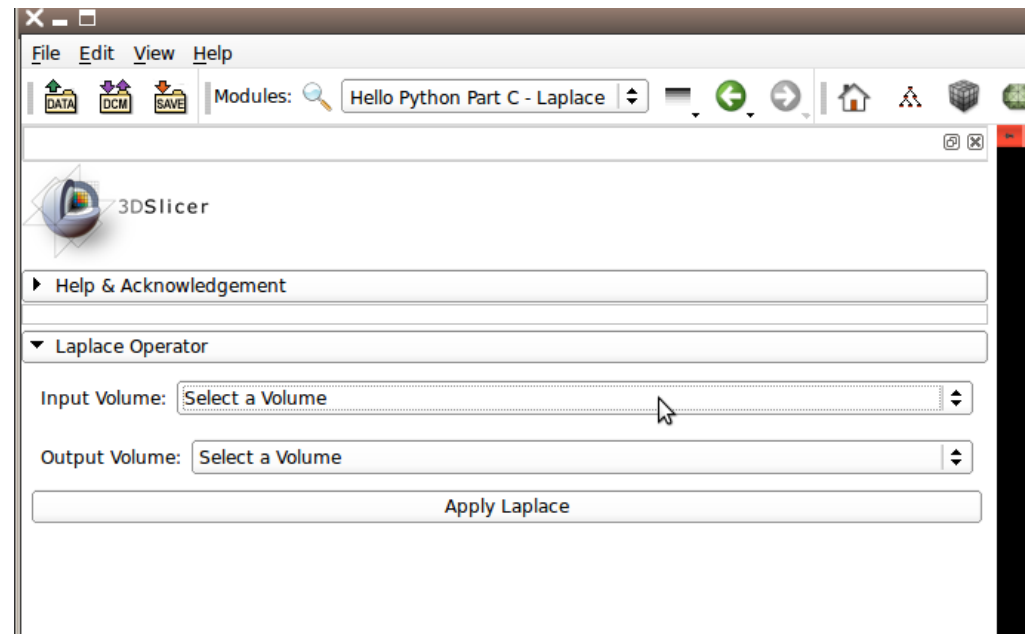 File Edit View Help
DATA DCM SAVE Modules: Hello Python Part C - Laplace
3DSlicer
Help & Acknowledgement
Laplace Operator
Input Volume: Select a Volume
Output Volume: Select a Volume
Apply Laplace